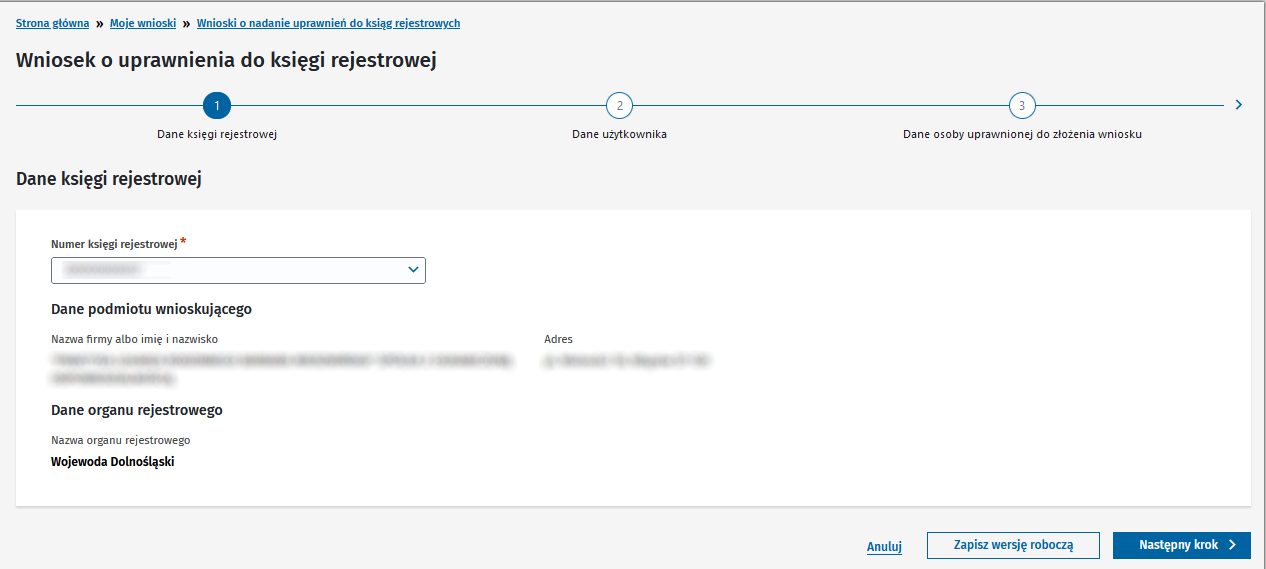 Strona główna » Moje wnioski » Wnioski o nadanie uprawnień do ksiąg rejestrowych
Wniosek o uprawnienia do księgi rejestrowej
1 2 3
Dane księgi rejestrowej Dane użytkownika Dane osoby uprawnionej do złożenia wniosku
Dane księgi rejestrowej
Numer księgi rejestrowej *
Dane podmiotu wnioskującego
Nazwa firmy albo imię i nazwisko Adres
Dane organu rejestrowego
Nazwa organu rejestrowego
Wojewoda Dolnośląski
Anuluj Zapisz wersję roboczą Następny krok